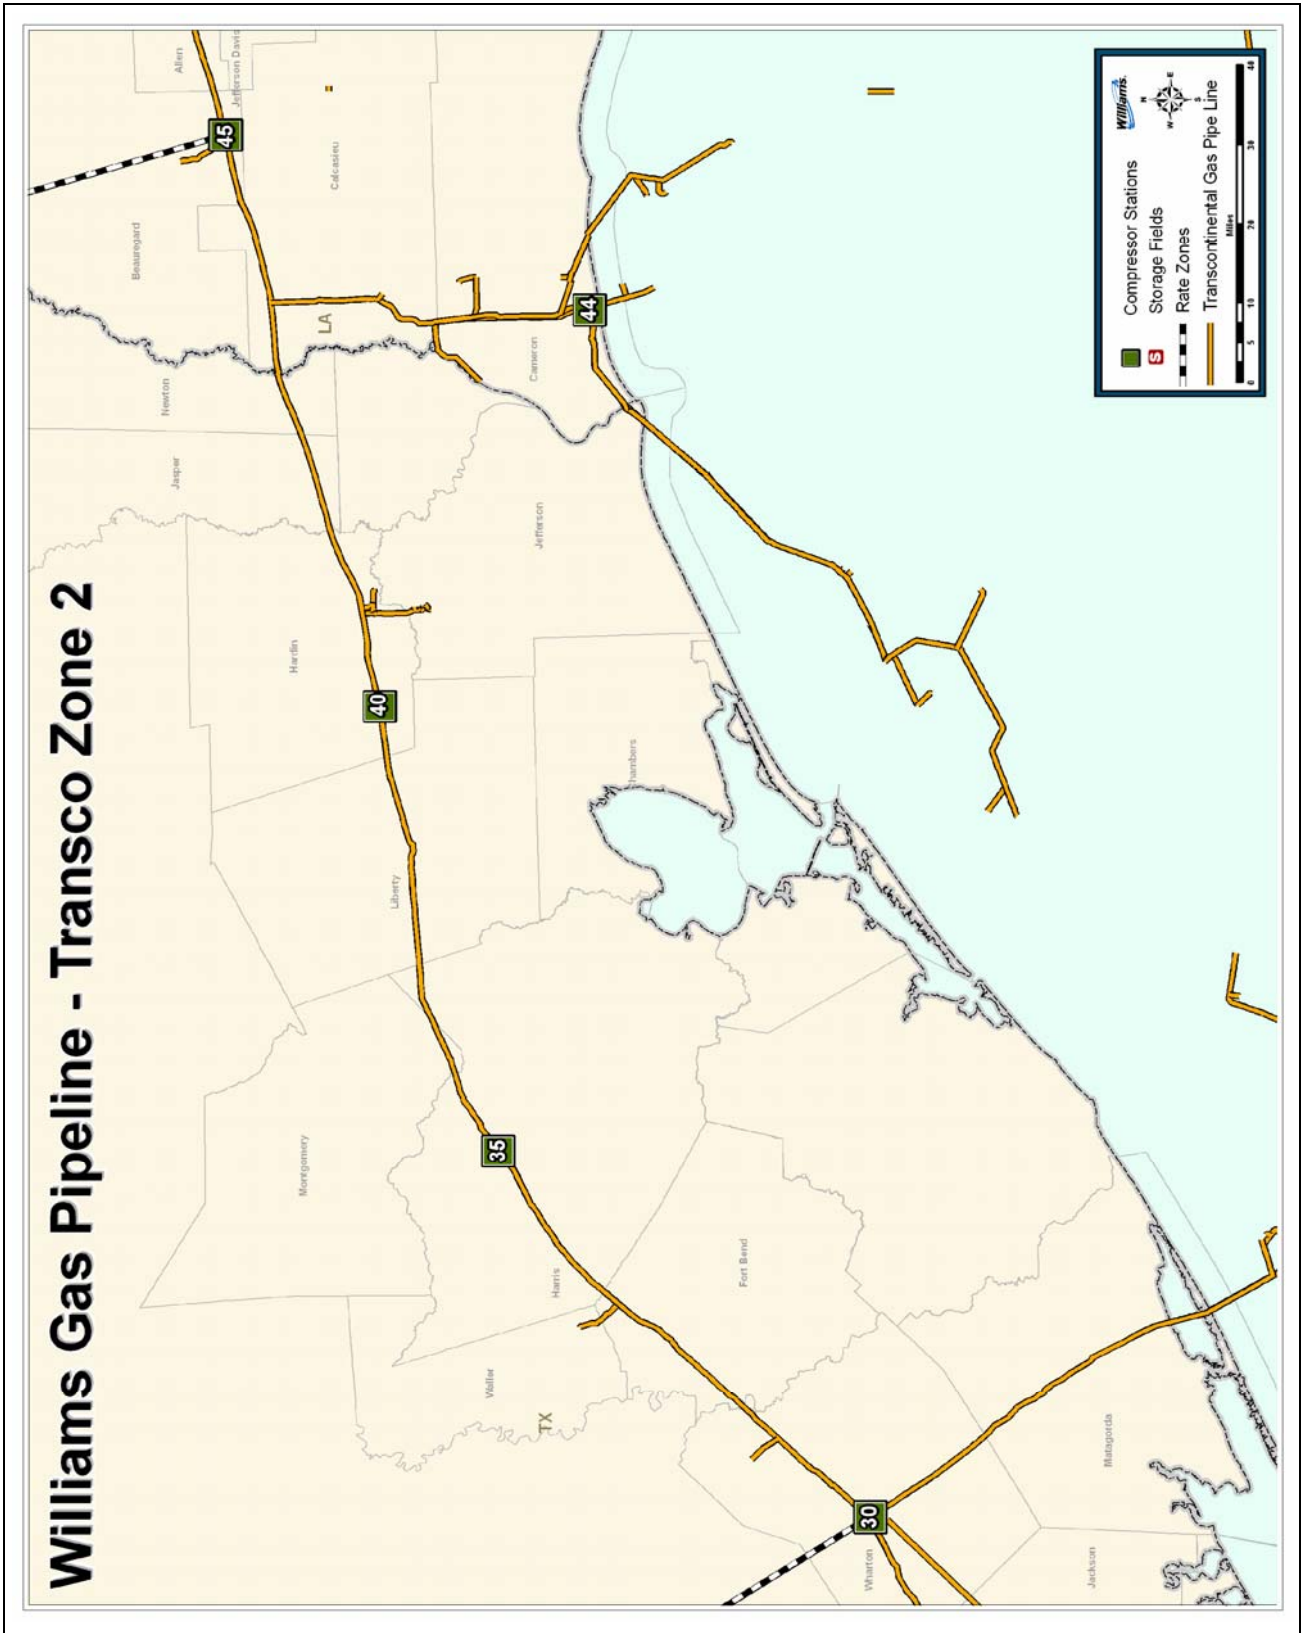 Williams Gas Pipeline - Transco Zone 2
Allen
Jefferson Davis
45
Beauregard
Calcasieu
LA
Newton
Jasper
Cameron
44
Jefferson
Hardin
40
Chambers
Liberty
Montgomery
35
Harris
Fort Bend
Waller
TX
30
Wharton
Matagorda
Jackson
Williams.
N
W E
S
Compressor Stations
S Storage Fields
Rate Zones
Transcontinental Gas Pipe Line
Miles
0 5 10 20 30 40